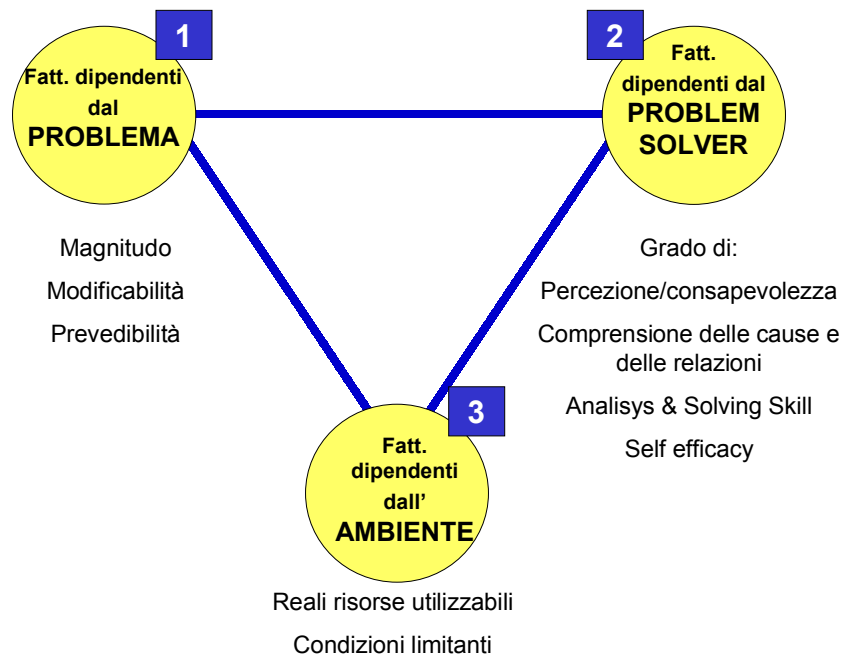 1
Fatt. dipendenti
dal
PROBLEMA
Magnitudo
Modificabilità
Prevedibilità
2
Fatt.
dipendenti dal
PROBLEM
SOLVER
Grado di:
Percezione/consapevolezza
Comprensione delle cause e
delle relazioni
Analisys & Solving Skill
Self efficacy
3
Fatt.
dipendenti
dall’
AMBIENTE
Reali risorse utilizzabili
Condizioni limitanti